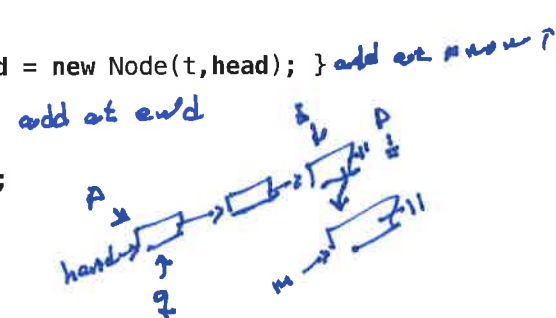 d = new Node(t,head); } add at
add at end
;
p
p
head
q
n